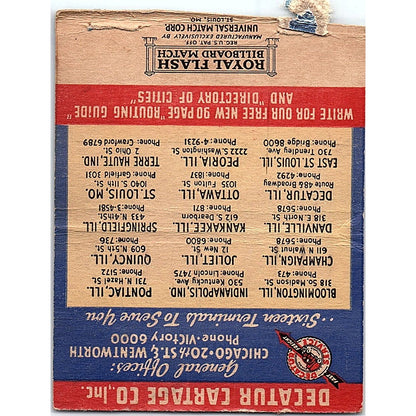 DECATUR CARTAGE CO., Inc.
DECATUR
General Offices:
CHICAGO-20th ST. & WENTWORTH
Phone-VICTORY 6000
...Sixteen Terminals To Serve You
BLOOMINGTON, ILL.
318 So. Madison St.
Phone: 473
CHAMPAIGN, ILL.
Phone: 5678
DANVILLE, ILL.
318 N. North St.
Phone: 5678
DECATUR, ILL.
Route 48 & Broadway
Phone: 4292
EAST ST. LOUIS, ILL.
730 Trendley Ave.
Phone: Bridge 6000
INDIANAPOLIS, IND.
530 Kentucky Ave.
Phone: Lincoln 7475
JOLIET, ILL.
12 New St.
Phone: 6800
KANKAKEE, ILL.
612 S. Dearborn
Phone: 871
OTTAWA, ILL.
1035 Fulton St.
Phone: 1837
PEORIA, ILL.
2222 S. Washington St.
Phone: 4-9231
PONTIAC, ILL.
731 N. Hazel St.
Phone: 5172
QUINCY, ILL.
609 N. 5th St.
Phone: 736
SPRINGFIELD, ILL.
433 N. 4th St.
Phone: 3-4581
ST. LOUIS, MO.
1040 S. 11th St.
Phone: Garfield 3031
TERRE HAUTE, IND.
2 Ohio St.
Phone: Crawford 6789
WRITE FOR OUR FREE NEW 90 PAGE "ROUTING GUIDE"
AND "DIRECTORY OF CITIES"
ROYAL FLASH
BILLBOARD MATCH
REG. U.S. PAT. OFF.
MANUFACTURED EXCLUSIVELY BY
UNIVERSAL MATCH CORP.
ST. LOUIS, MO.